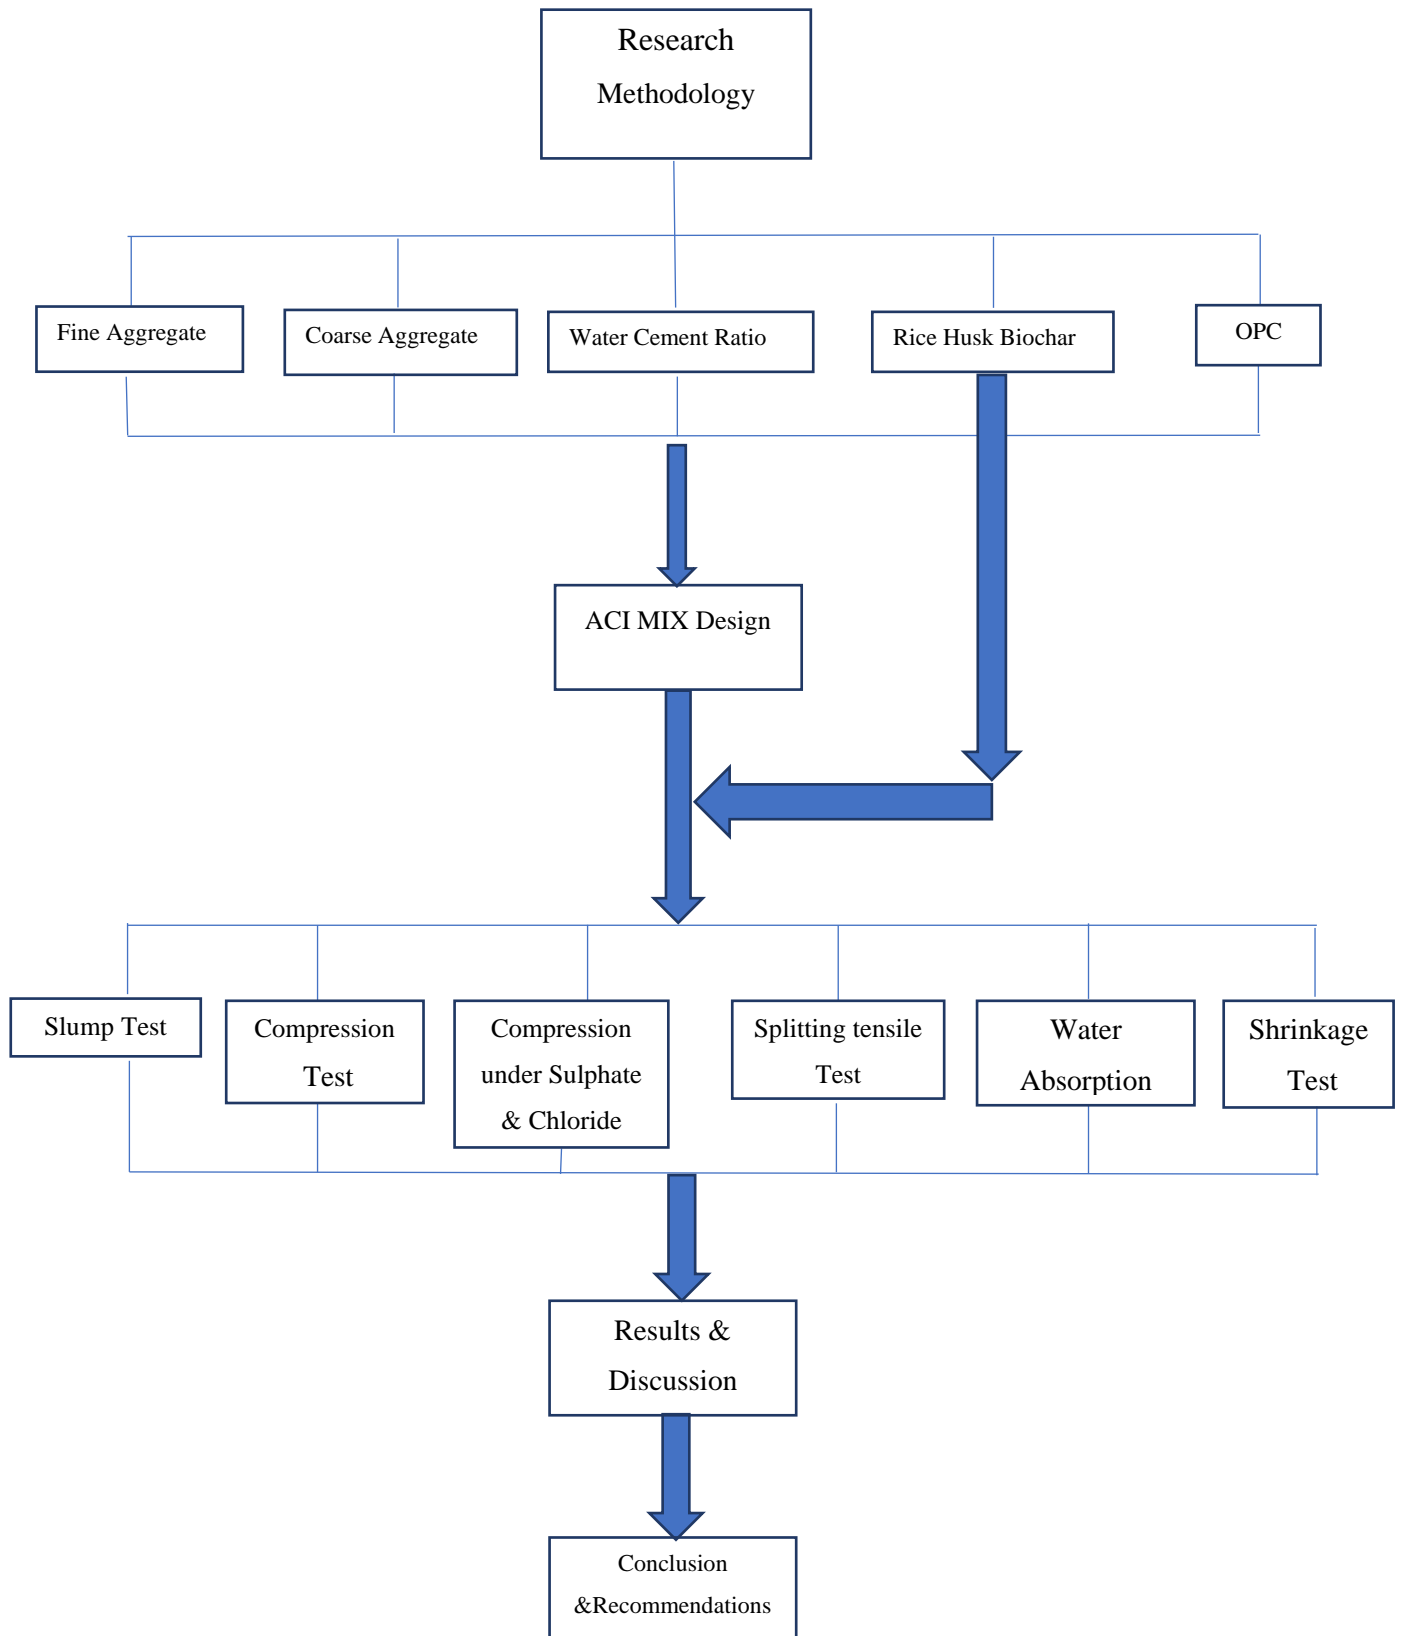 Research
Methodology
Fine Aggregate
Coarse Aggregate
Water Cement Ratio
Rice Husk Biochar
OPC
ACI MIX Design
Slump Test
Compression
Test
Compression
under Sulphate
& Chloride
Splitting tensile
Test
Water
Absorption
Shrinkage
Test
Results &
Discussion
Conclusion
&Recommendations